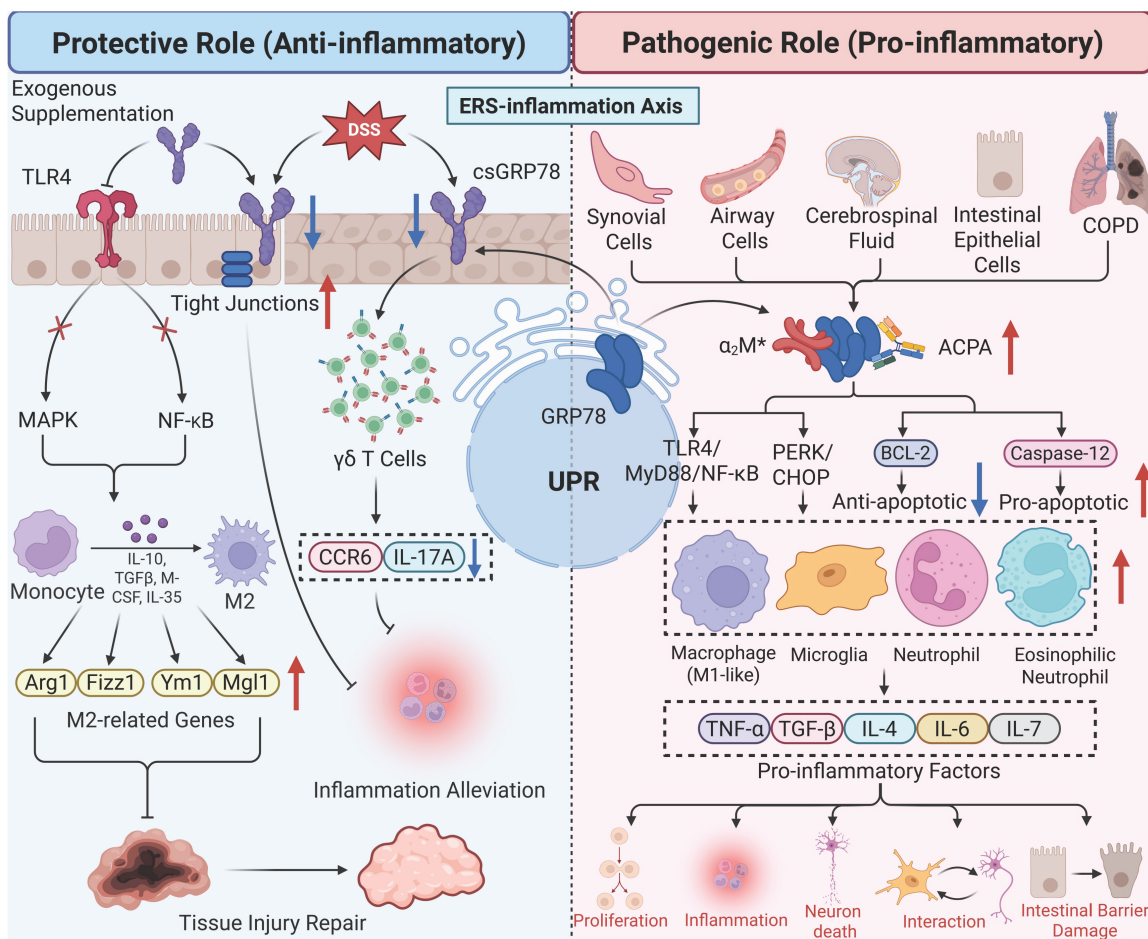 Protective Role (Anti-inflammatory)
Pathogenic Role (Pro-inflammatory)
ERS-inflammation Axis
Exogenous
Supplementation
DSS
TLR4
csGRP78
Tight Junctions
MAPK
NF-κB
γδ T Cells
CCR6
IL-17A
Monocyte
IL-10,
TGFβ, M-
CSF, IL-35
M2
Arg1
Fizz1
Ym1
Mgl1
M2-related Genes
Inflammation Alleviation
Tissue Injury Repair
GRP78
UPR
Synovial
Cells
Airway
Cells
Cerebrospinal
Fluid
Intestinal
Epithelial
Cells
COPD
α₂M*
ACPA
TLR4/
MyD88/NF-κB
PERK/
CHOP
BCL-2
Caspase-12
Anti-apoptotic
Pro-apoptotic
Macrophage
(M1-like)
Microglia
Neutrophil
Eosinophilic
Neutrophil
TNF-α
TGF-β
IL-4
IL-6
IL-7
Pro-inflammatory Factors
Proliferation
Inflammation
Neuron
death
Interaction
Intestinal Barrier
Damage